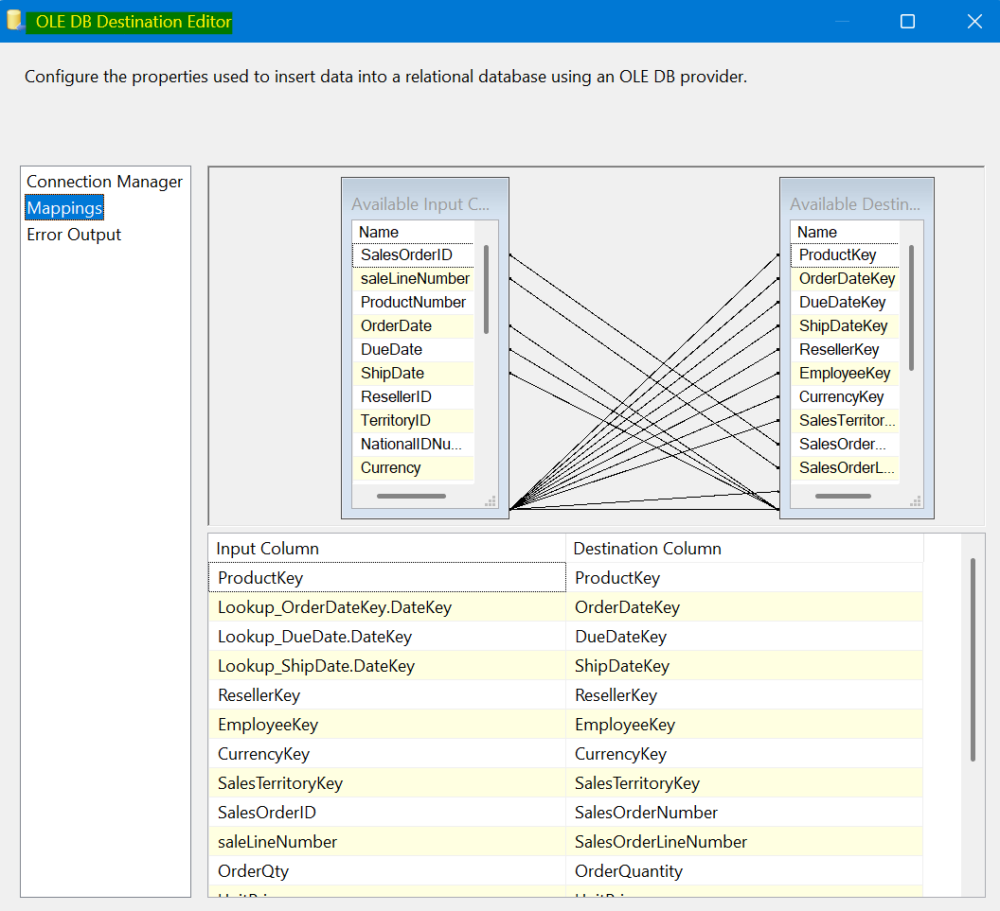 OLE DB Destination Editor
Configure the properties used to insert data into a relational database using an OLE DB provider.
Connection Manager
Mappings
Error Output
Available Input C...
Name
SalesOrderID
saleLineNumber
ProductNumber
OrderDate
DueDate
ShipDate
ResellerID
TerritoryID
NationalIDNu...
Currency
Available Destin...
Name
ProductKey
OrderDateKey
DueDateKey
ShipDateKey
ResellerKey
EmployeeKey
CurrencyKey
SalesTerritor...
SalesOrder...
SalesOrderL...
Input Column Destination Column
ProductKey ProductKey
Lookup_OrderDateKey.DateKey OrderDateKey
Lookup_DueDate.DateKey DueDateKey
Lookup_ShipDate.DateKey ShipDateKey
ResellerKey ResellerKey
EmployeeKey EmployeeKey
CurrencyKey CurrencyKey
SalesTerritoryKey SalesTerritoryKey
SalesOrderID SalesOrderNumber
saleLineNumber SalesOrderLineNumber
OrderQty OrderQuantity